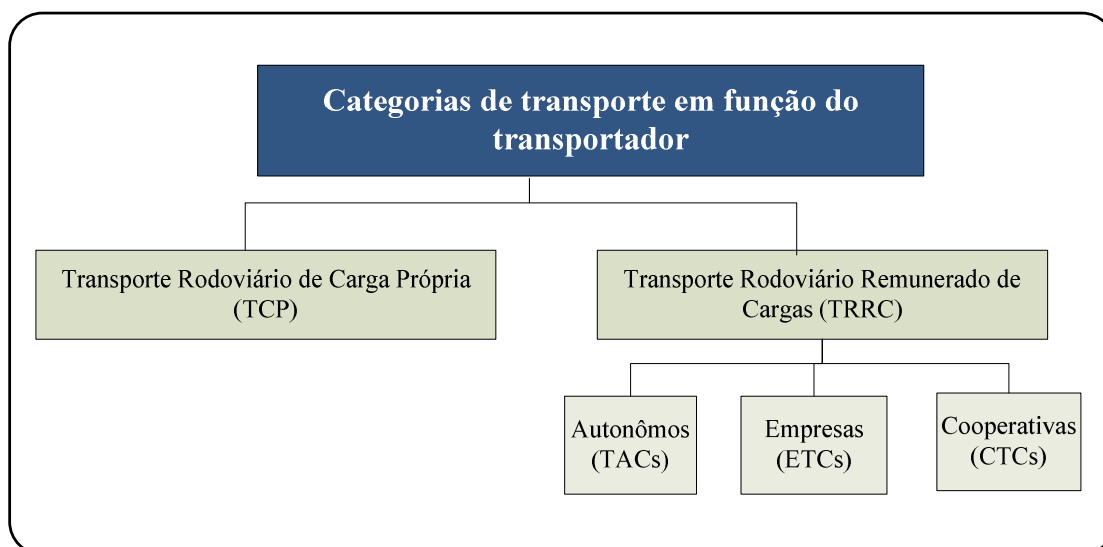 Categorias de transporte em função do
transportador
Transporte Rodoviário de Carga Própria
(TCP)
Transporte Rodoviário Remunerado de
Cargas (TRRC)
Autonômos
(TACs)
Empresas
(ETCs)
Cooperativas
(CTCs)